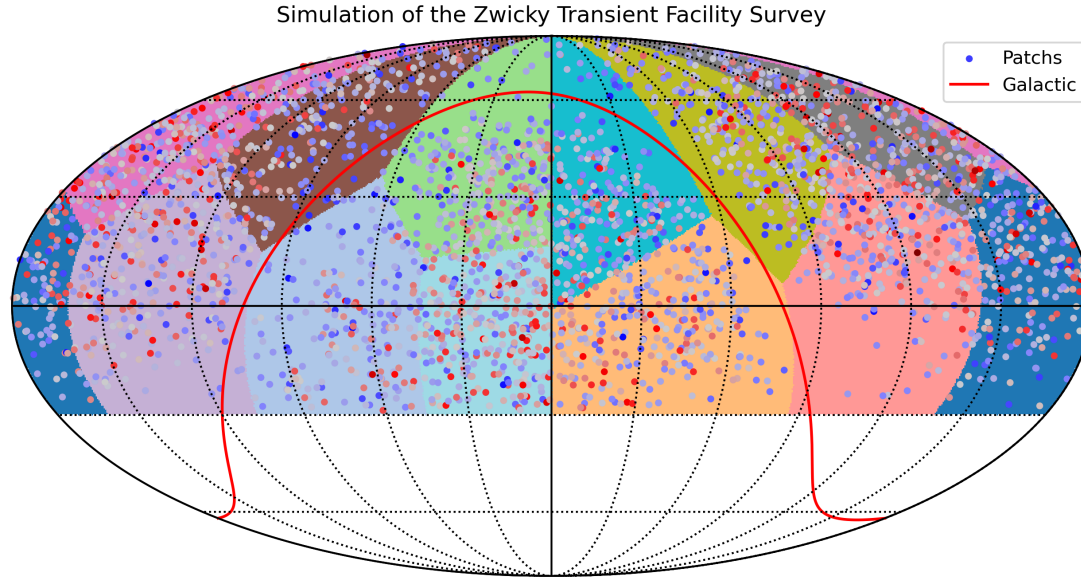 Simulation of the Zwicky Transient Facility Survey
Patchs
Galactic